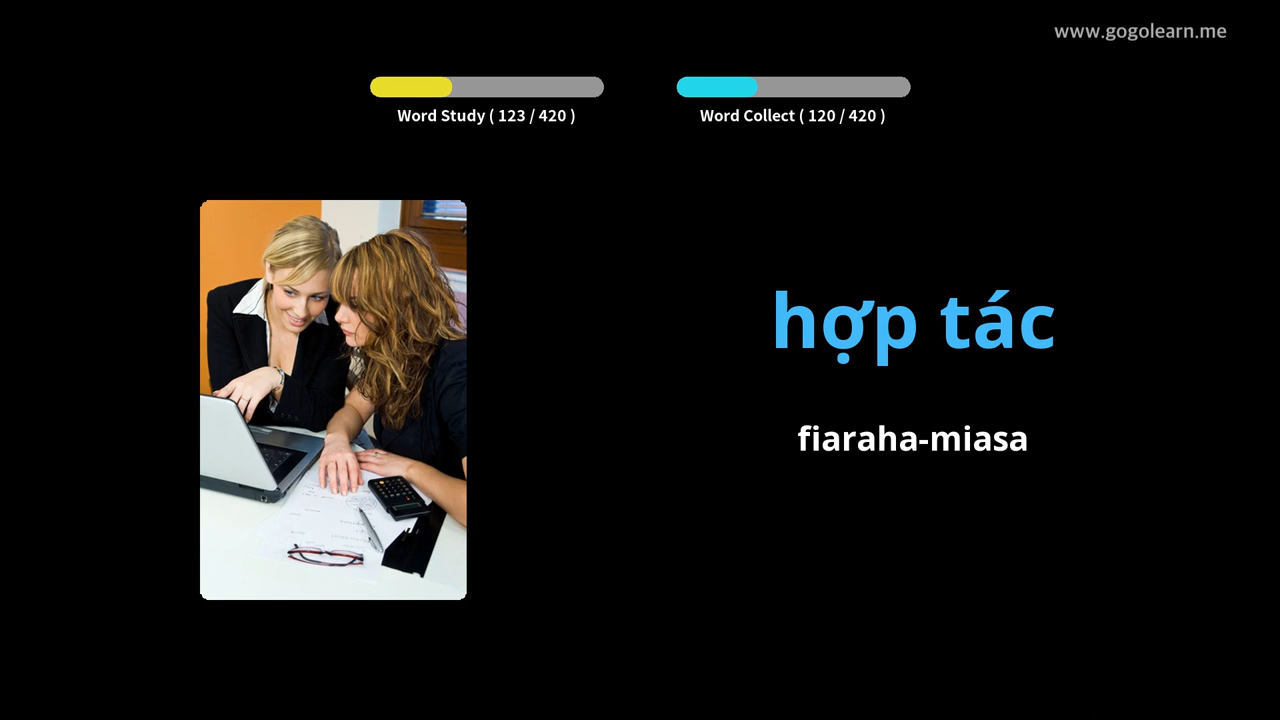 www.gogolearn.me
Word Study ( 123 / 420 )
Word Collect ( 120 / 420 )
hợp tác
fiaraha-miasa